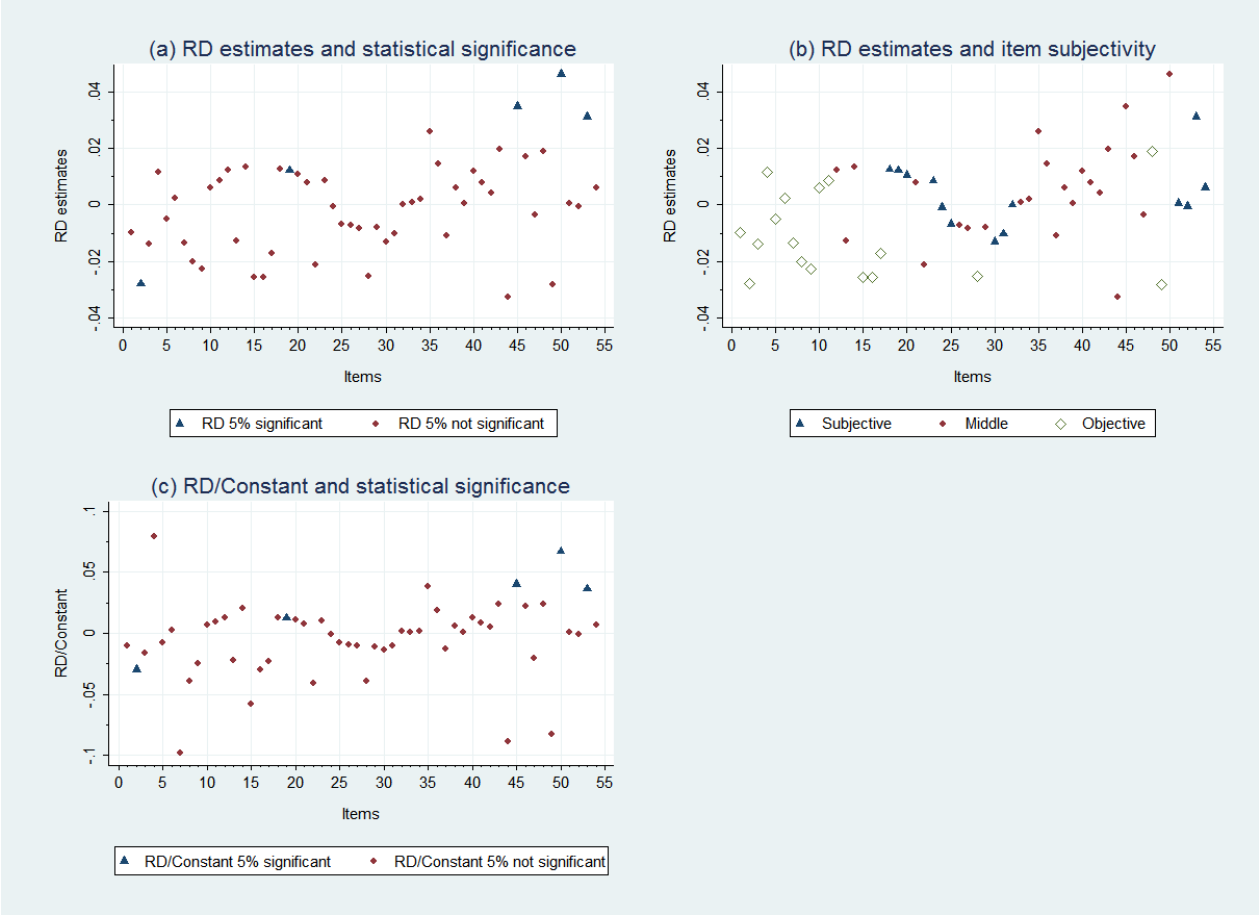 (a) RD estimates and statistical significance
RD estimates
.04
.02
0
-.02
-.04
0 5 10 15 20 25 30 35 40 45 50 55
Items
RD 5% significant RD 5% not significant
(b) RD estimates and item subjectivity
RD estimates
.04
.02
0
-.02
-.04
0 5 10 15 20 25 30 35 40 45 50 55
Items
Subjective Middle Objective
(c) RD/Constant and statistical significance
RD/Constant
.1
.05
0
-.05
-.1
0 5 10 15 20 25 30 35 40 45 50 55
Items
RD/Constant 5% significant RD/Constant 5% not significant